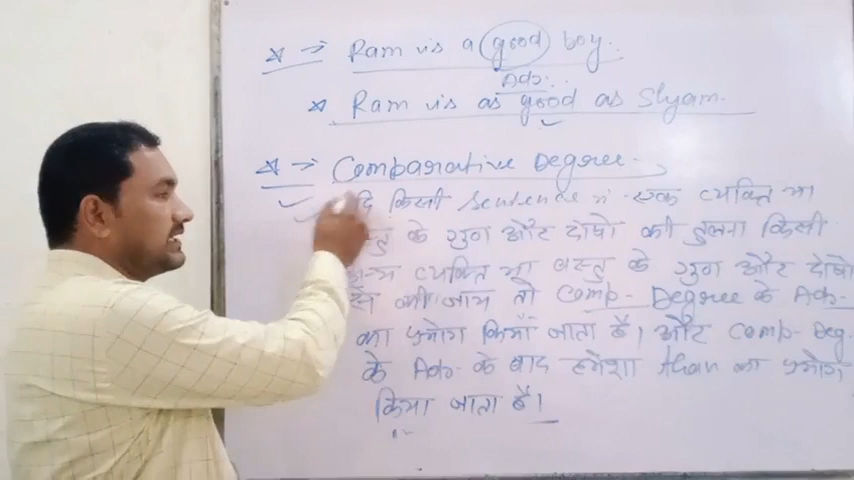 Ram is a good boy.
Adj.
Ram is as good as Shyam.
Comparative Degree -
दि किसी Sentence में एक व्यक्ति या
स्तु के गुण और दोषो की तुलना किसी
अन्य व्यक्ति या वस्तु के गुण और दोषो
से की जाय तो Comp- Degree के Adj-
का प्रयोग किया जाता है। और Comp- Deg-
के Adj- के बाद हमेशा than का प्रयोग
किया जाता है।